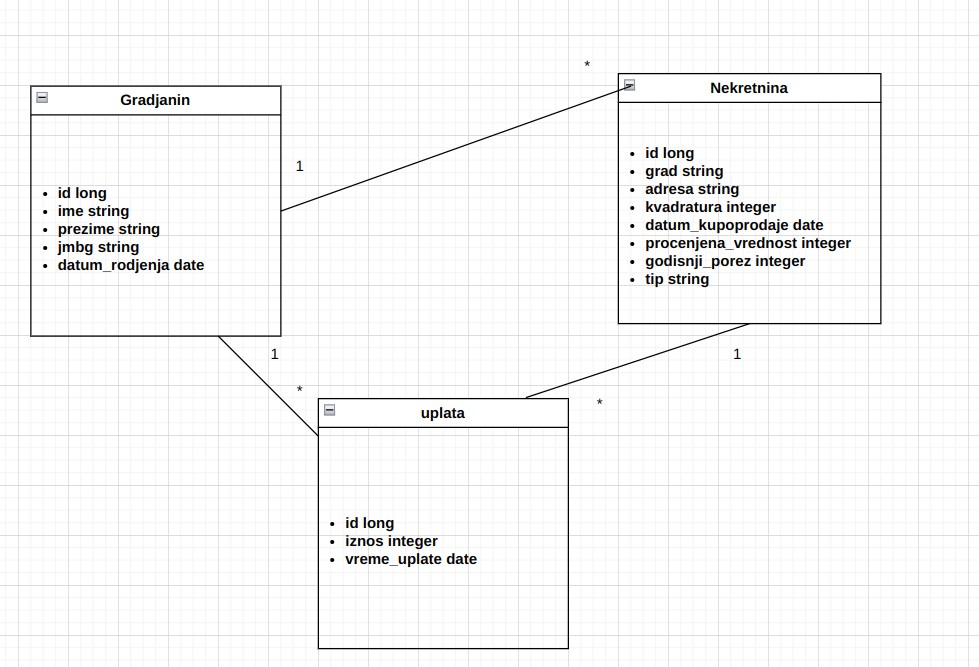 *
Gradjanin
Nekretnina
1
id long
ime string
prezime string
jmbg string
datum_rodjenja date
id long
grad string
adresa string
kvadratura integer
datum_kupoprodaje date
procenjena_vrednost integer
godisnji_porez integer
tip string
1
*
1
*
uplata
id long
iznos integer
vreme_uplate date